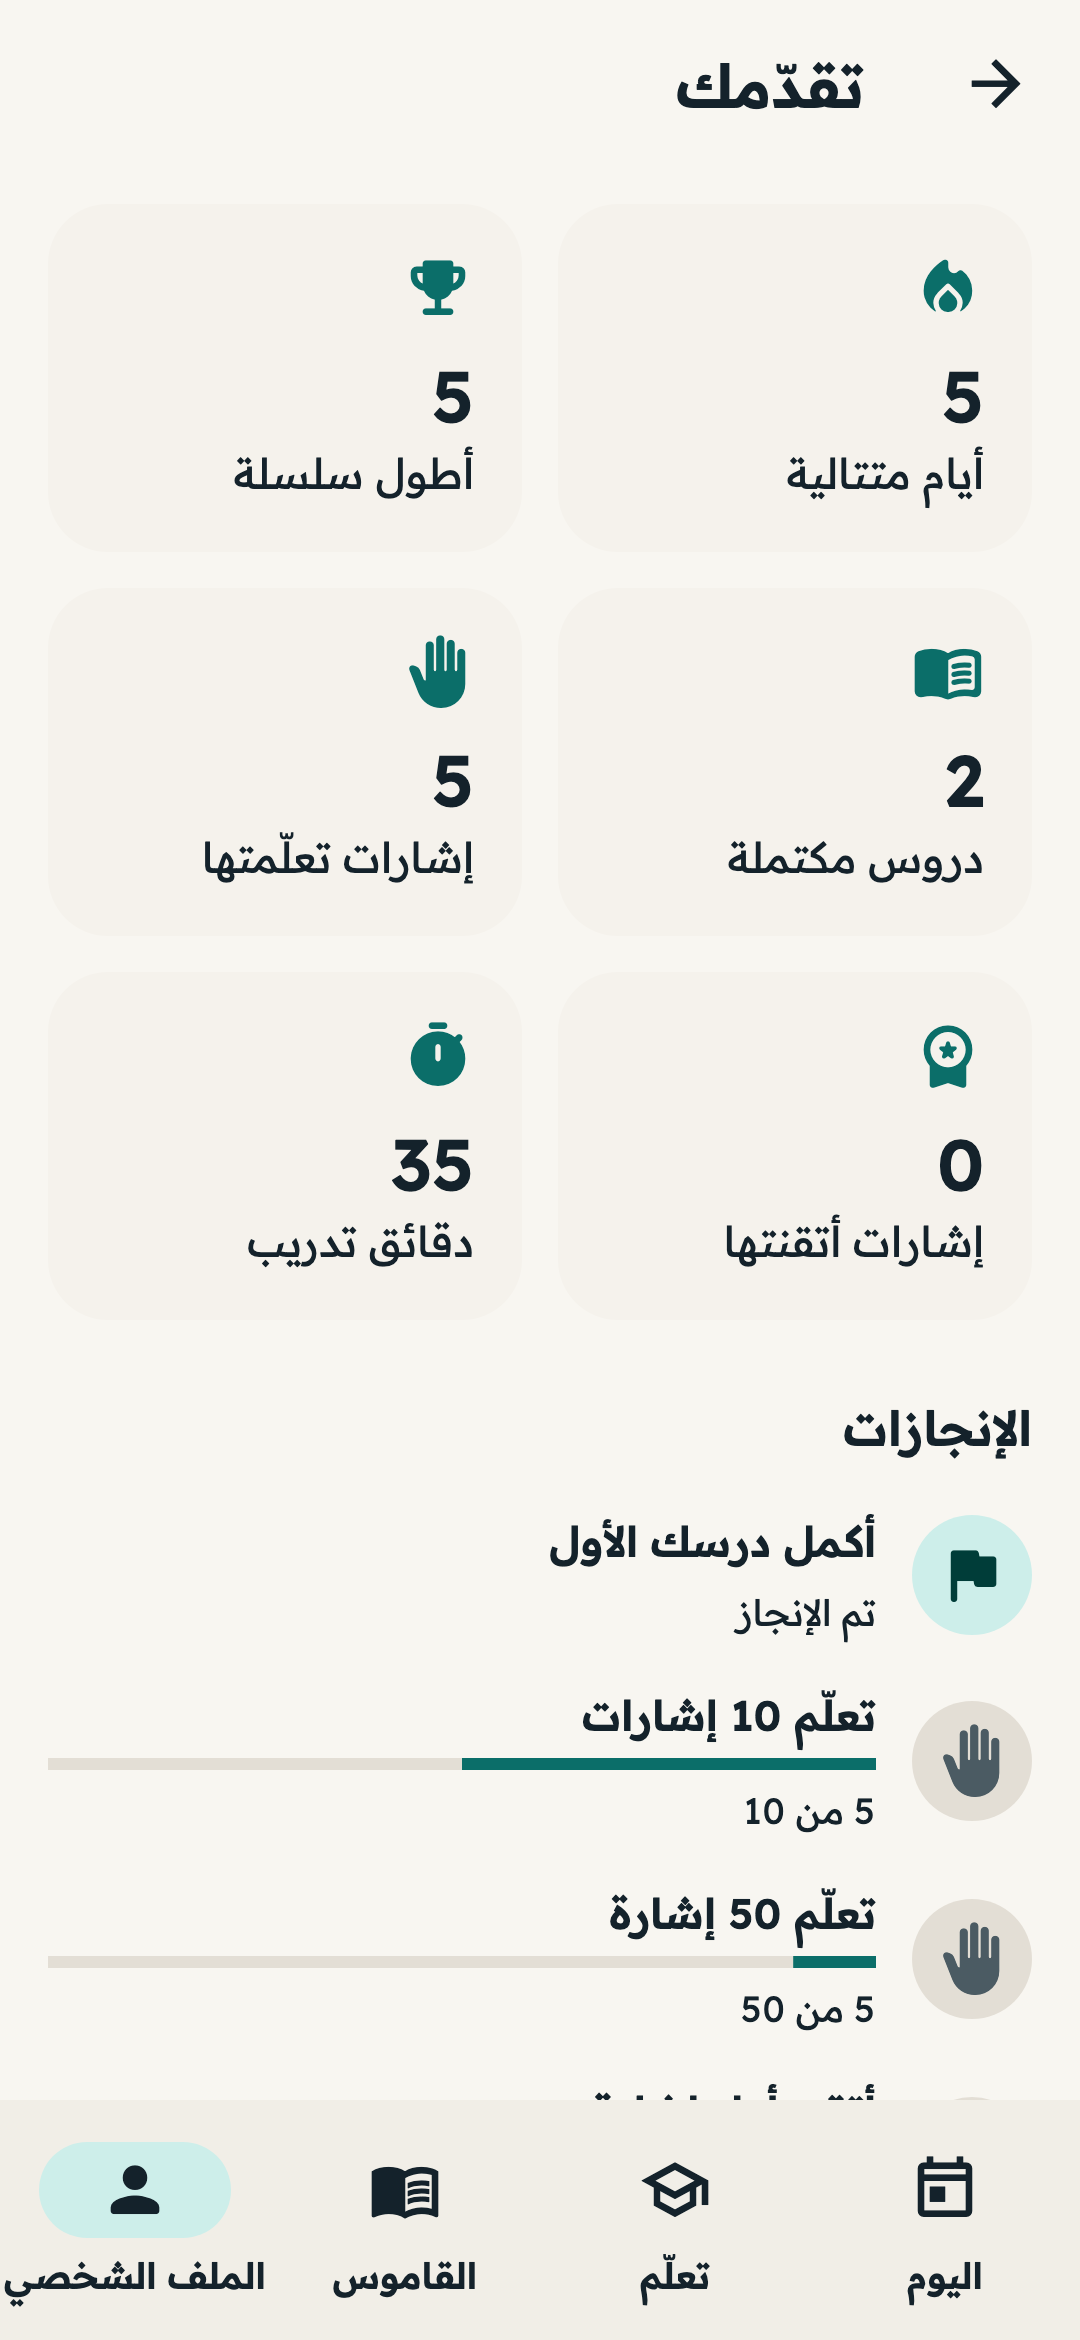 تقدّمك
5
أيام متتالية
5
أطول سلسلة
2
دروس مكتملة
5
إشارات تعلّمتها
0
إشارات أتقنتها
35
دقائق تدريب
الإنجازات
أكمل درسك الأول
تم الإنجاز
تعلّم 10 إشارات
5 من 10
تعلّم 50 إشارة
5 من 50
اليوم
تعلّم
القاموس
الملف الشخصي